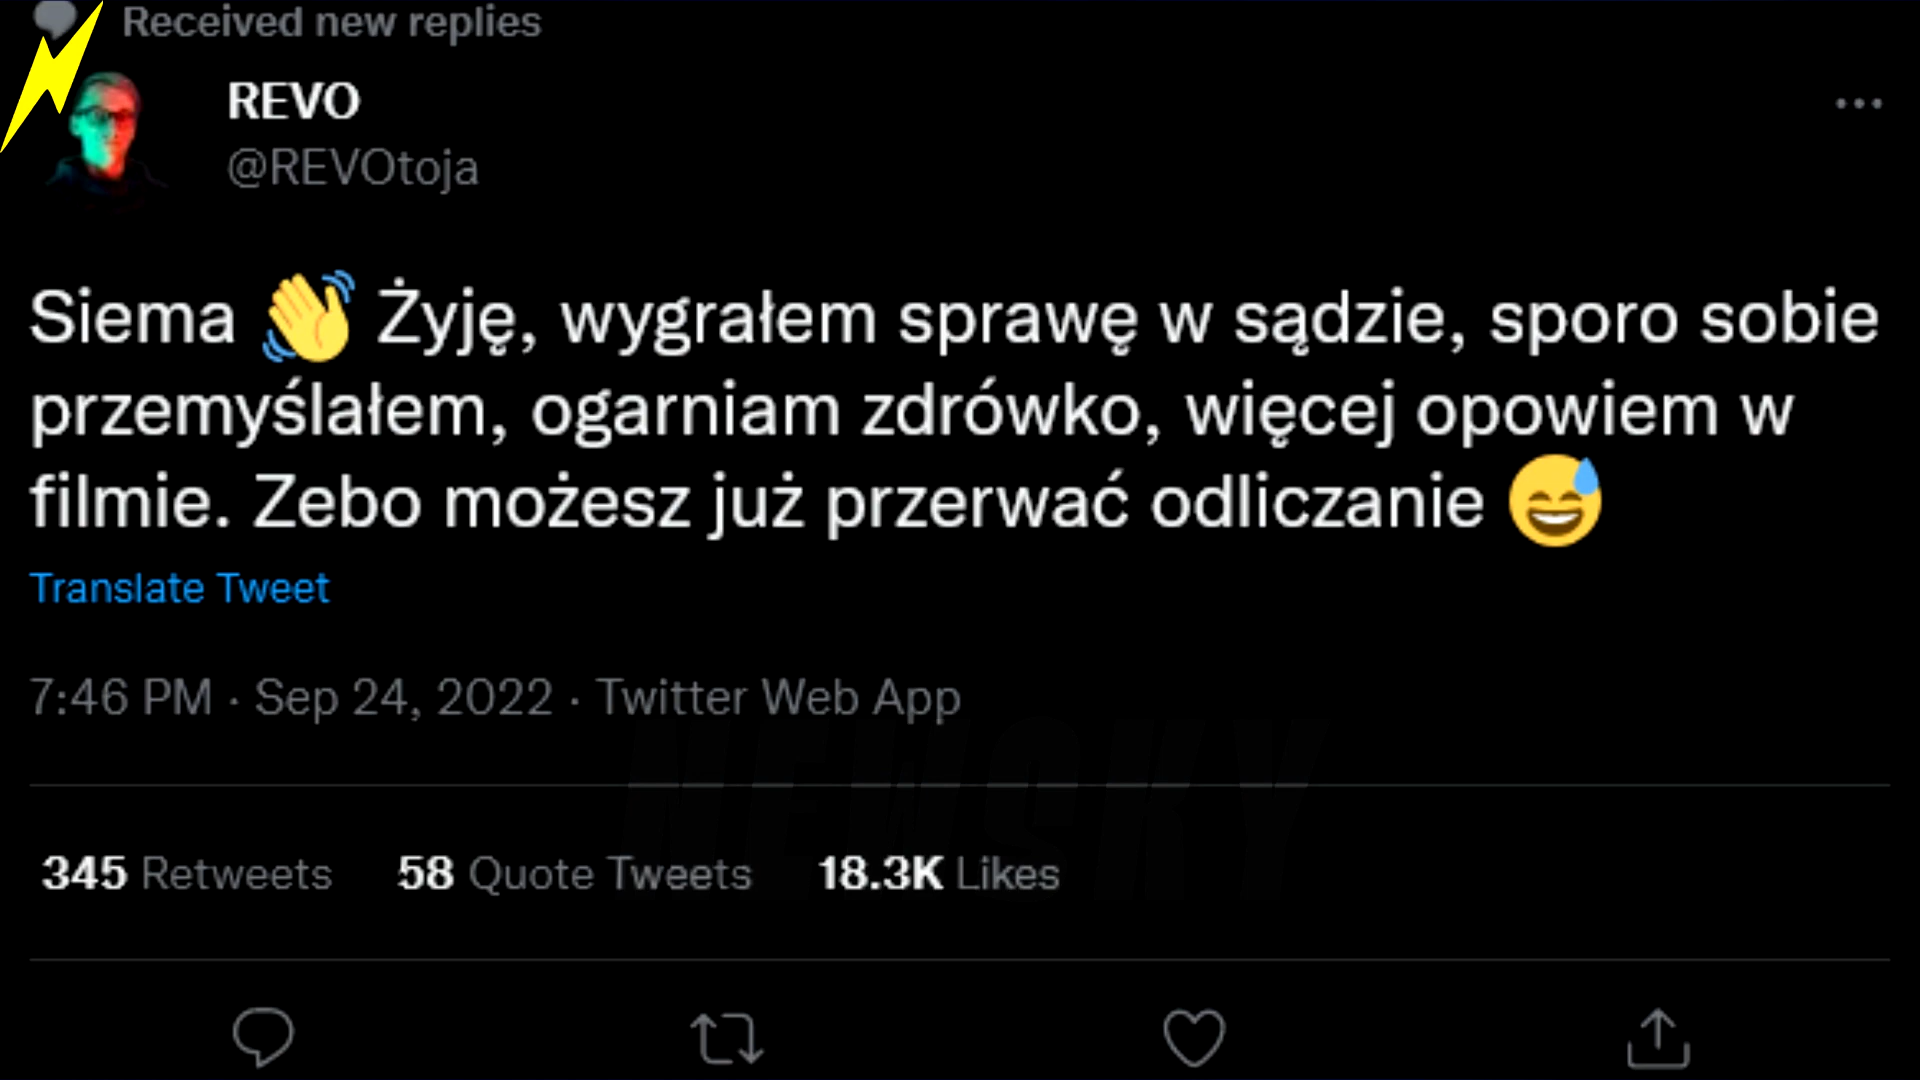 Received new replies
REVO
@REVOtoja
Siema 👋 Żyję, wygrałem sprawę w sądzie, sporo sobie
przemyślałem, ogarniam zdrówko, więcej opowiem w
filmie. Zebo możesz już przerwać odliczanie 😅
Translate Tweet
7:46 PM · Sep 24, 2022 · Twitter Web App
NEWSKY
345 Retweets 58 Quote Tweets 18.3K Likes